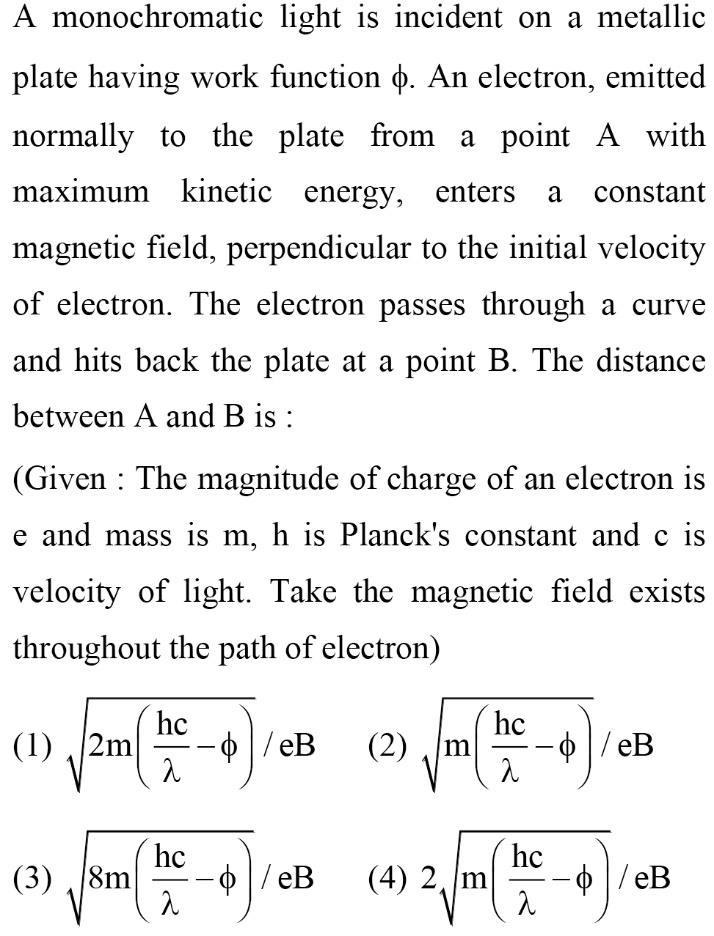 A monochromatic light is incident on a metallic
plate having work function ϕ. An electron, emitted
normally to the plate from a point A with
maximum kinetic energy, enters a constant
magnetic field, perpendicular to the initial velocity
of electron. The electron passes through a curve
and hits back the plate at a point B. The distance
between A and B is :
(Given : The magnitude of charge of an electron is
e and mass is m, h is Planck's constant and c is
velocity of light. Take the magnetic field exists
throughout the path of electron)
(1) √(2m(hc/λ − ϕ)) / eB (2) √(m(hc/λ − ϕ)) / eB
(3) √(8m(hc/λ − ϕ)) / eB (4) 2√(m(hc/λ − ϕ)) / eB